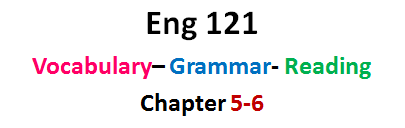 Eng 121
Vocabulary– Grammar- Reading
Chapter 5-6